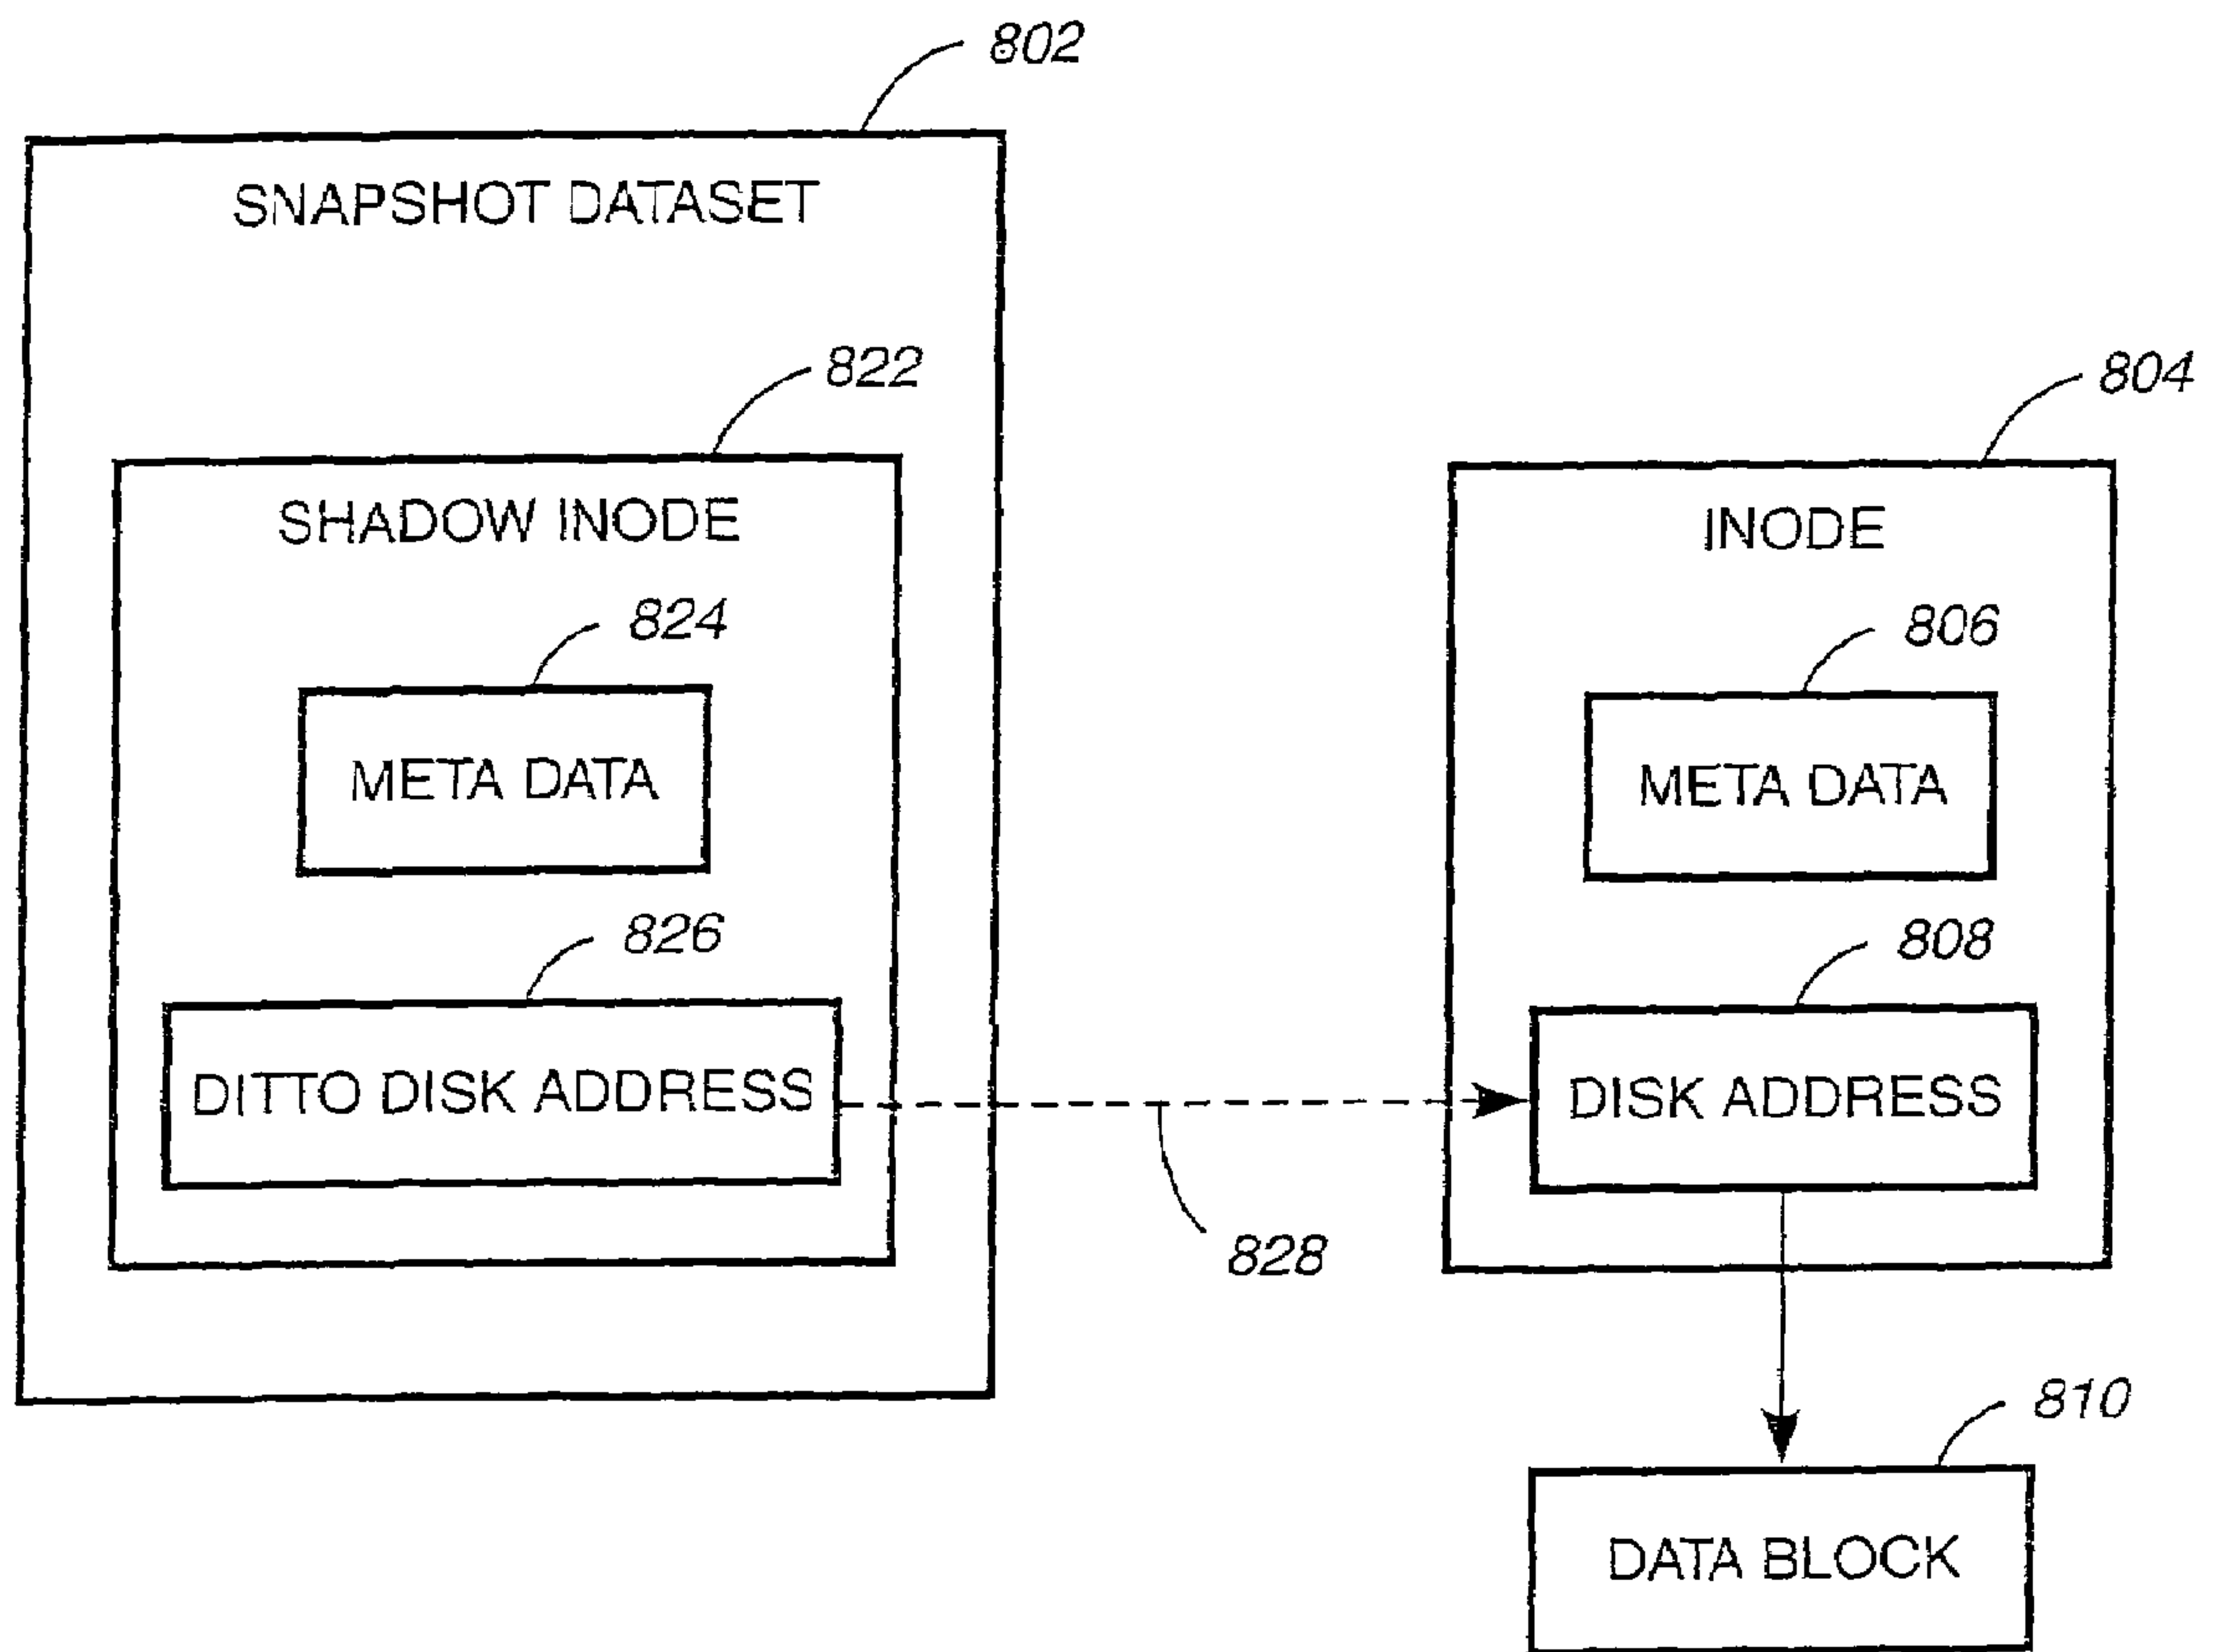 802
SNAPSHOT DATASET
822
804
SHADOW INODE
INODE
824
806
META DATA
META DATA
826
808
DITTO DISK ADDRESS
DISK ADDRESS
828
810
DATA BLOCK